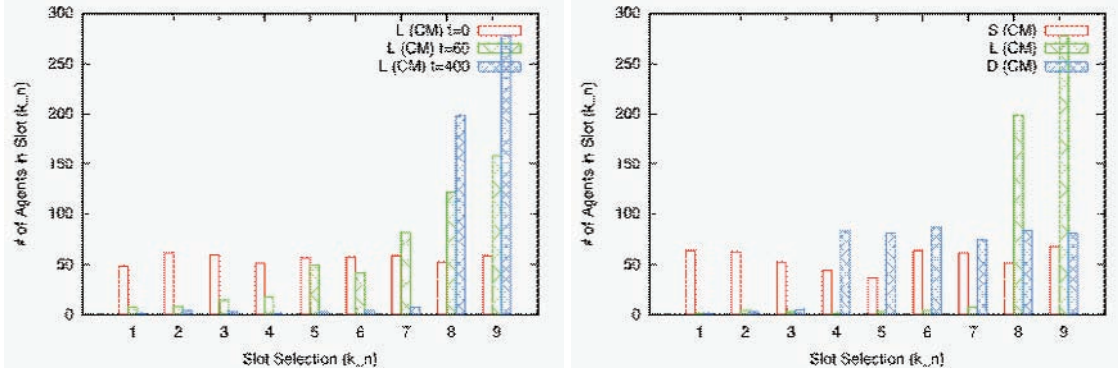 300
250
200
150
100
50
0
# of Agents in Slot (k_n)
L (CM) t=0
L (CM) t=60
L (CM) t=400
1 2 3 4 5 6 7 8 9
Slot Selection (k_n)
300
250
200
150
100
50
0
# of Agents in Slot (k_n)
S (CM)
L (CM)
D (CM)
1 2 3 4 5 6 7 8 9
Slot Selection (k_n)